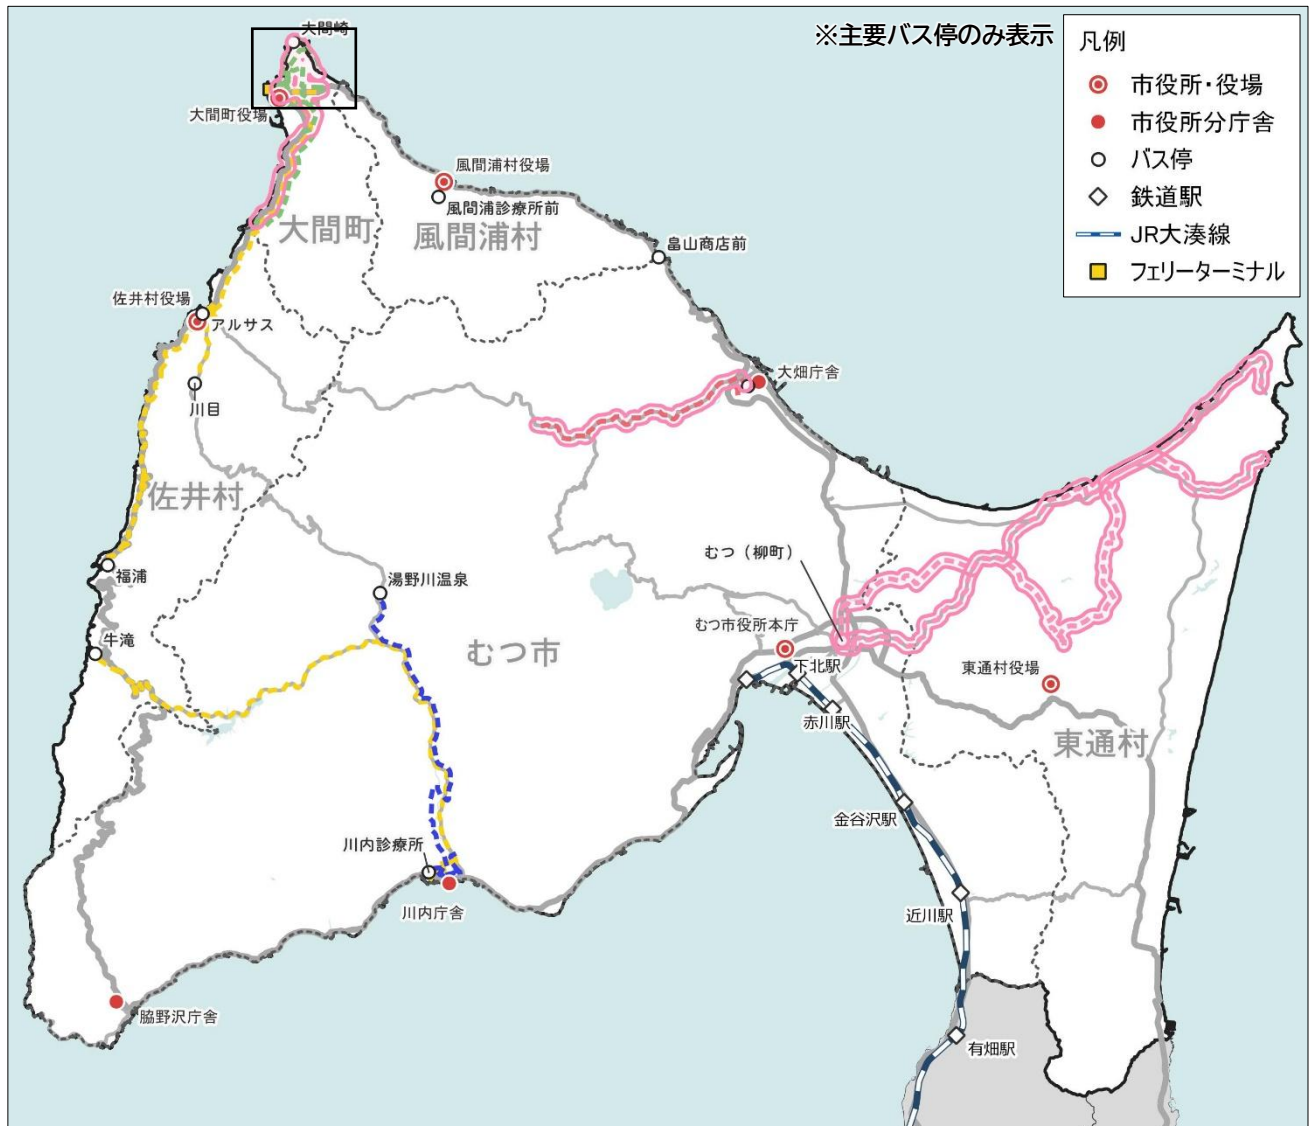 ※主要バス停のみ表示
凡例
市役所・役場
市役所分庁舎
バス停
鉄道駅
JR大湊線
フェリーターミナル
大間崎
大間町役場
風間浦村役場
風間浦診療所前
大間町
風間浦村
畠山商店前
佐井村役場
アルサス
大畑庁舎
川目
佐井村
むつ（柳町）
福浦
湯野川温泉
牛滝
むつ市
むつ市役所本庁
下北駅
東通村役場
赤川駅
東通村
金谷沢駅
川内診療所
川内庁舎
近川駅
脇野沢庁舎
有畑駅